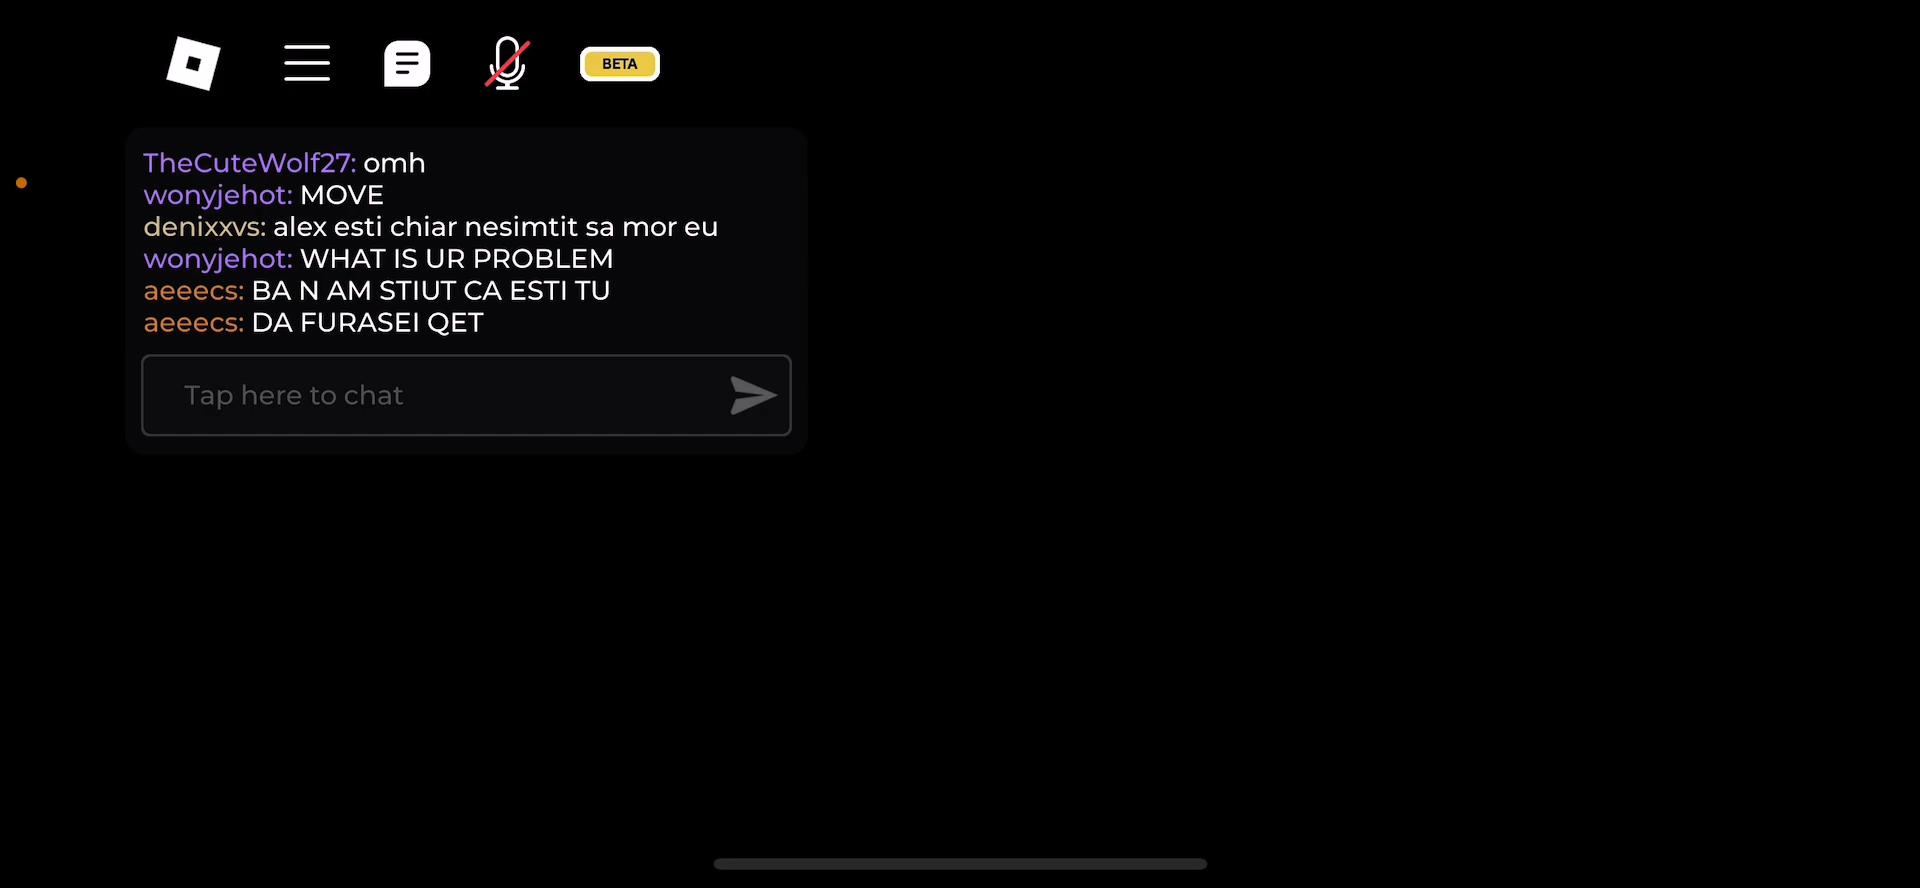 BETA
TheCuteWolf27: omh
wonyjehot: MOVE
denixxvs: alex esti chiar nesimtit sa mor eu
wonyjehot: WHAT IS UR PROBLEM
aeeecs: BA N AM STIUT CA ESTI TU
aeeecs: DA FURASEI QET
Tap here to chat